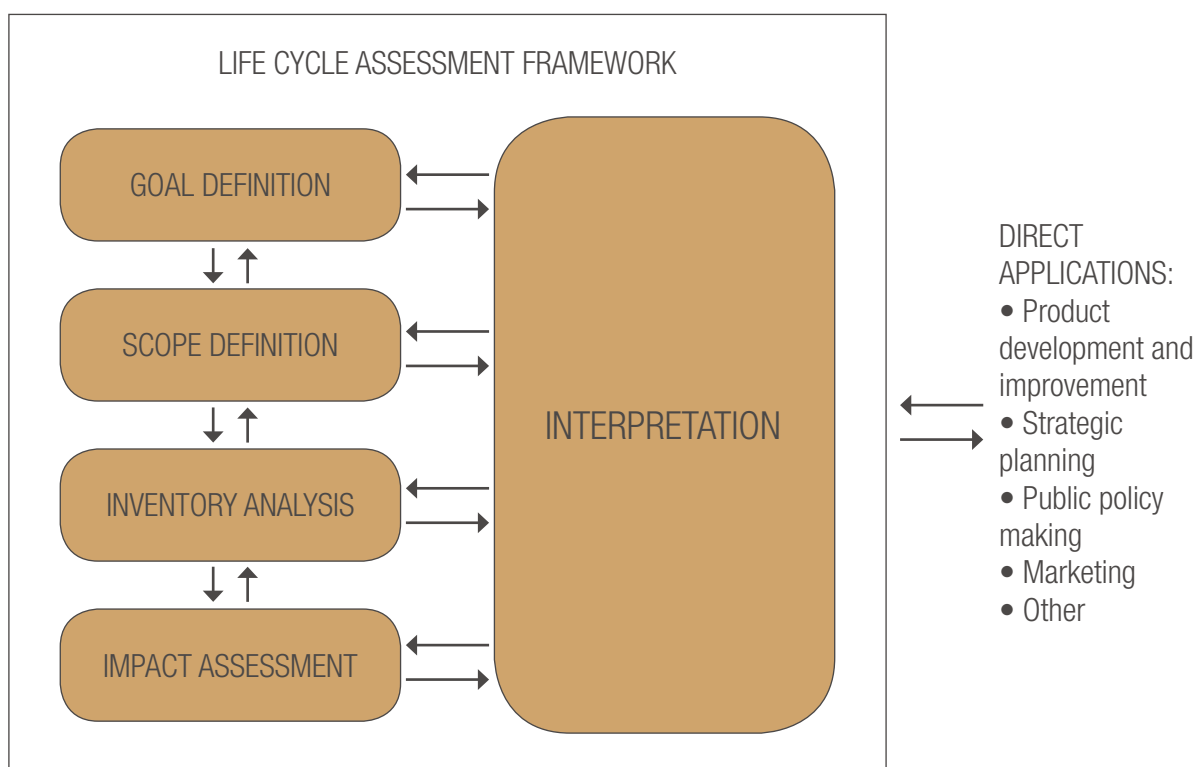 LIFE CYCLE ASSESSMENT FRAMEWORK
GOAL DEFINITION
SCOPE DEFINITION
INVENTORY ANALYSIS
IMPACT ASSESSMENT
INTERPRETATION
DIRECT
APPLICATIONS:
• Product
development and
improvement
• Strategic
planning
• Public policy
making
• Marketing
• Other